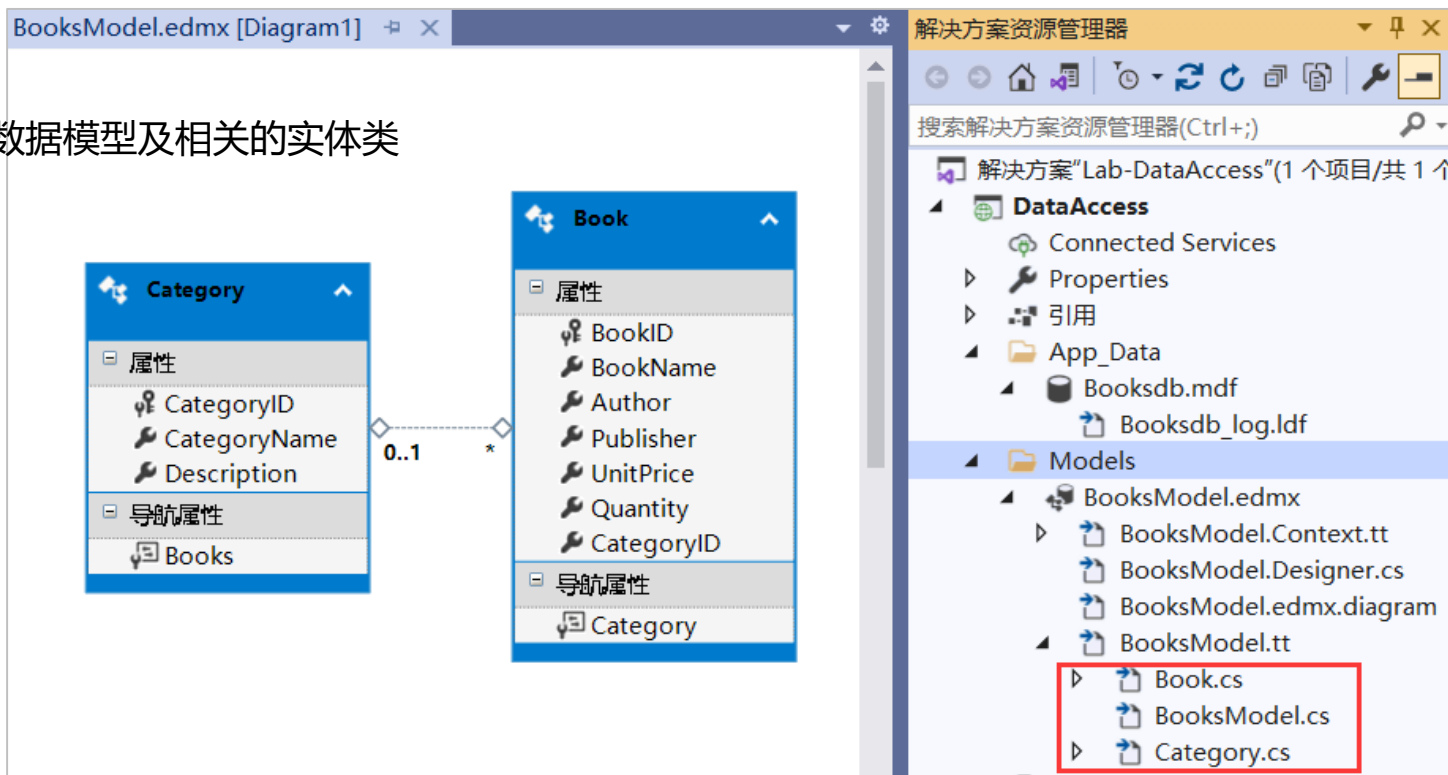 BooksModel.edmx [Diagram1]
数据模型及相关的实体类
Category
属性
CategoryID
CategoryName
Description
导航属性
Books
0..1
*
Book
属性
BookID
BookName
Author
Publisher
UnitPrice
Quantity
CategoryID
导航属性
Category
解决方案资源管理器
搜索解决方案资源管理器(Ctrl+;)
解决方案"Lab-DataAccess"(1 个项目/共 1 个
DataAccess
Connected Services
Properties
引用
App_Data
Booksdb.mdf
Booksdb_log.ldf
Models
BooksModel.edmx
BooksModel.Context.tt
BooksModel.Designer.cs
BooksModel.edmx.diagram
BooksModel.tt
Book.cs
BooksModel.cs
Category.cs